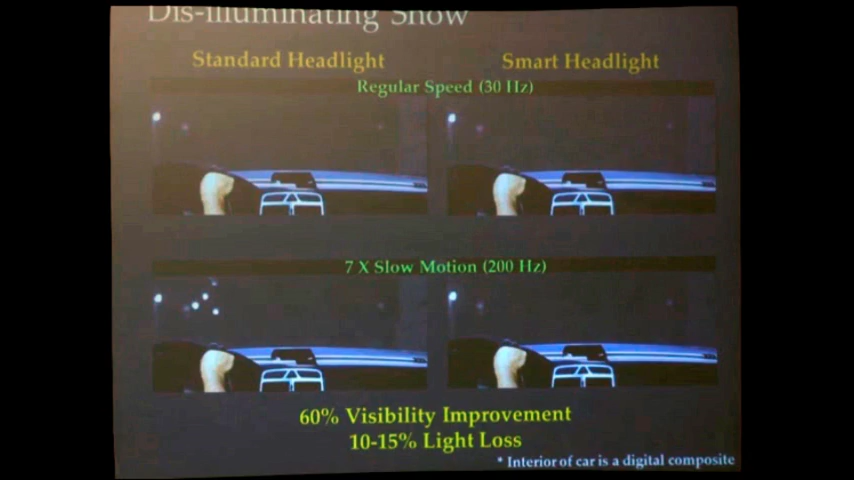 Dis-illuminating Snow
Standard Headlight
Smart Headlight
Regular Speed (30 Hz)
7 X Slow Motion (200 Hz)
60% Visibility Improvement
10-15% Light Loss
* Interior of car is a digital composite